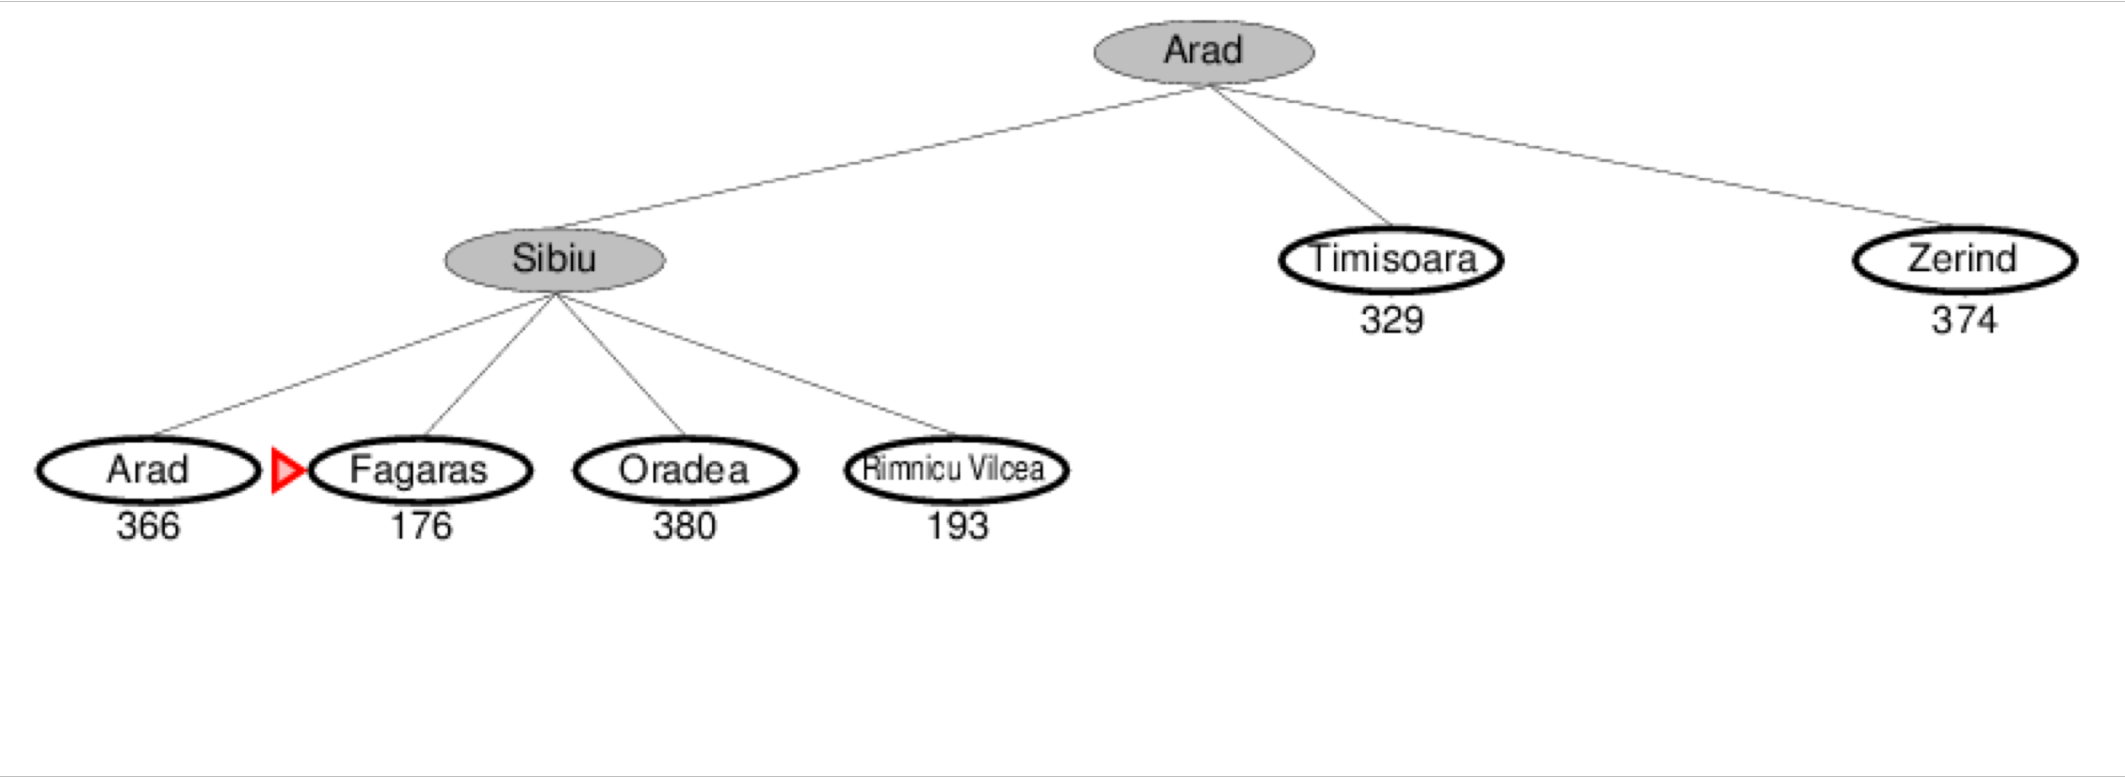 Arad
Sibiu
Timisoara
Zerind
329
374
Arad
Fagaras
Oradea
Rimnicu Vilcea
366
176
380
193